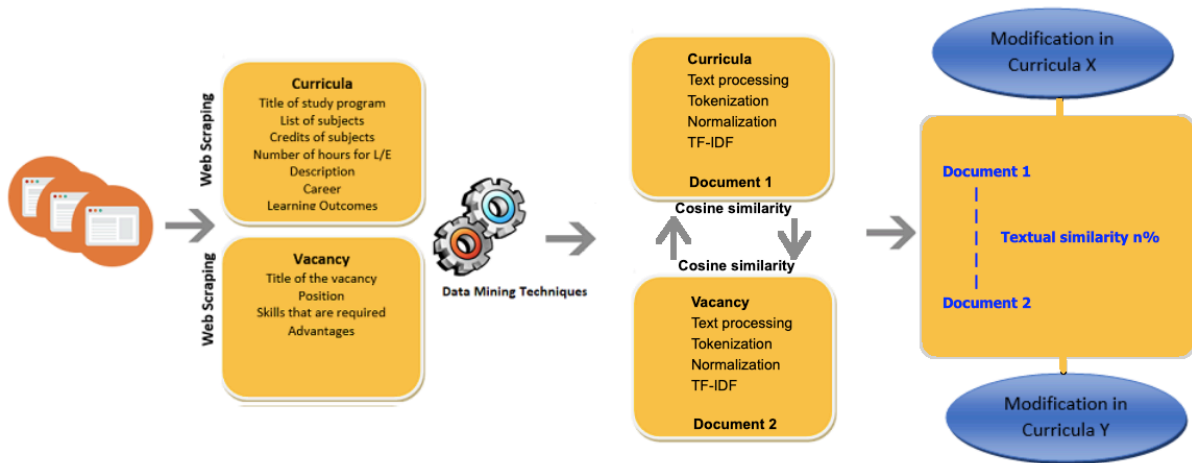 Web Scraping
Curricula
Title of study program
List of subjects
Credits of subjects
Number of hours for L/E
Description
Career
Learning Outcomes
Web Scraping
Vacancy
Title of the vacancy
Position
Skills that are required
Advantages
Data Mining Techniques
Curricula
Text processing
Tokenization
Normalization
TF-IDF
Document 1
Cosine similarity
Cosine similarity
Vacancy
Text processing
Tokenization
Normalization
TF-IDF
Document 2
Modification in
Curricula X
Document 1
Textual similarity n%
Document 2
Modification in
Curricula Y